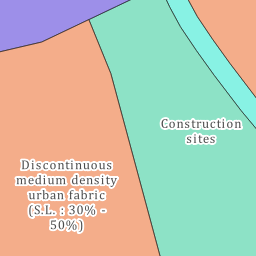 Construction
sites
Discontinuous
medium density
urban fabric
(S.L. : 30% -
50%)